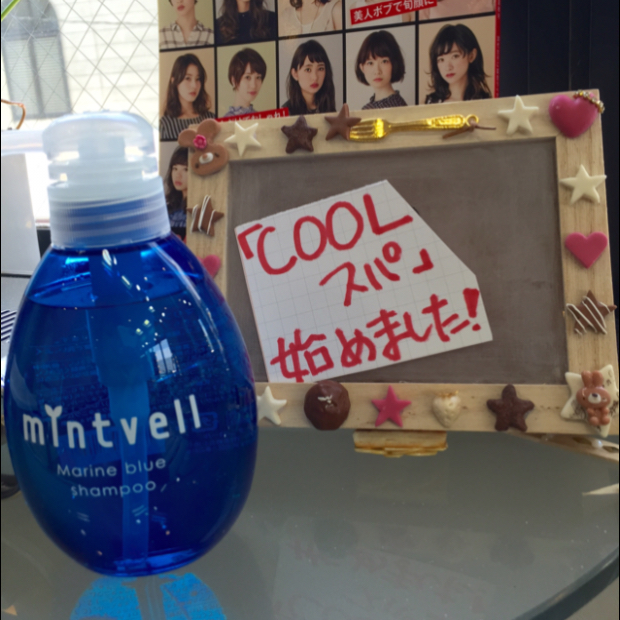 美人ボブで旬顔に
「COOL
スパ」
始めました!
mintvell
Marine blue
shampoo